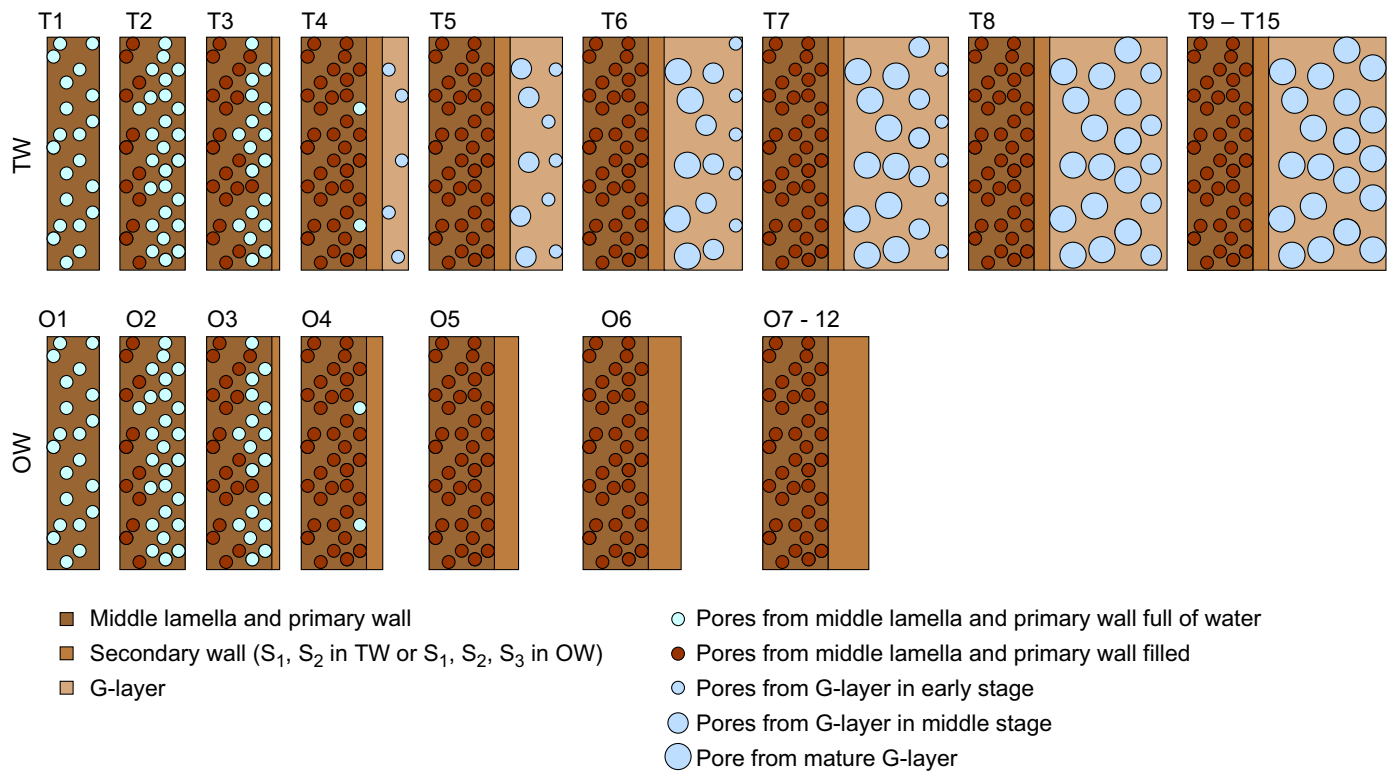 T1 T2 T3 T4 T5 T6 T7 T8 T9 – T15
TW
O1 O2 O3 O4 O5 O6 O7 - 12
OW
Middle lamella and primary wall
Secondary wall (S1, S2 in TW or S1, S2, S3 in OW)
G-layer
Pores from middle lamella and primary wall full of water
Pores from middle lamella and primary wall filled
Pores from G-layer in early stage
Pores from G-layer in middle stage
Pore from mature G-layer